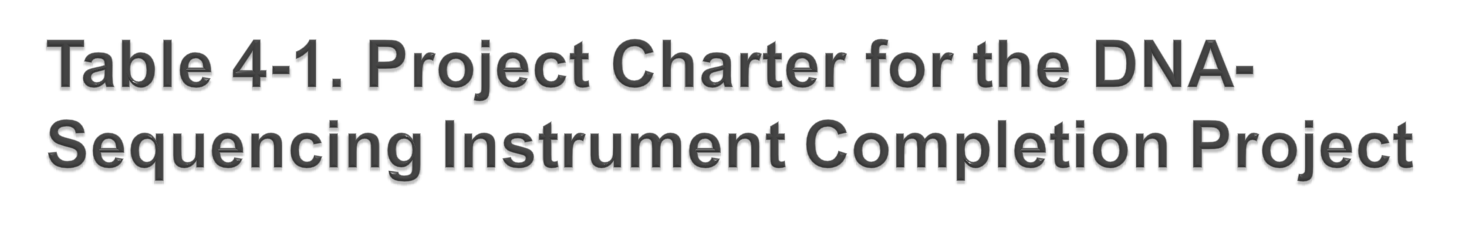 Table 4-1. Project Charter for the DNA-
Sequencing Instrument Completion Project